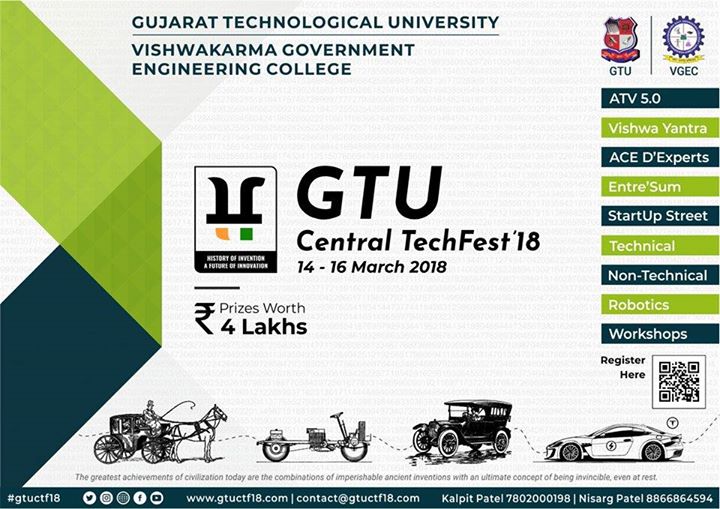 GUJARAT TECHNOLOGICAL UNIVERSITY
VISHWAKARMA GOVERNMENT
ENGINEERING COLLEGE
GTU
VGEC
ATV 5.0
Vishwa Yantra
ACE D'Experts
Entre'Sum
StartUp Street
Technical
Non-Technical
Robotics
Workshops
Register
Here
HISTORY OF INVENTION
A FUTURE OF INNOVATION
GTU
Central TechFest'18
14 - 16 March 2018
₹ Prizes Worth
4 Lakhs
T
The greatest achievements of civilization today are the combinations of imperishable ancient inventions with an ultimate concept of being invincible, even at rest.
#gtuctf18
www.gtuctf18.com | contact@gtuctf18.com
Kalpit Patel 7802000198 | Nisarg Patel 8866864594